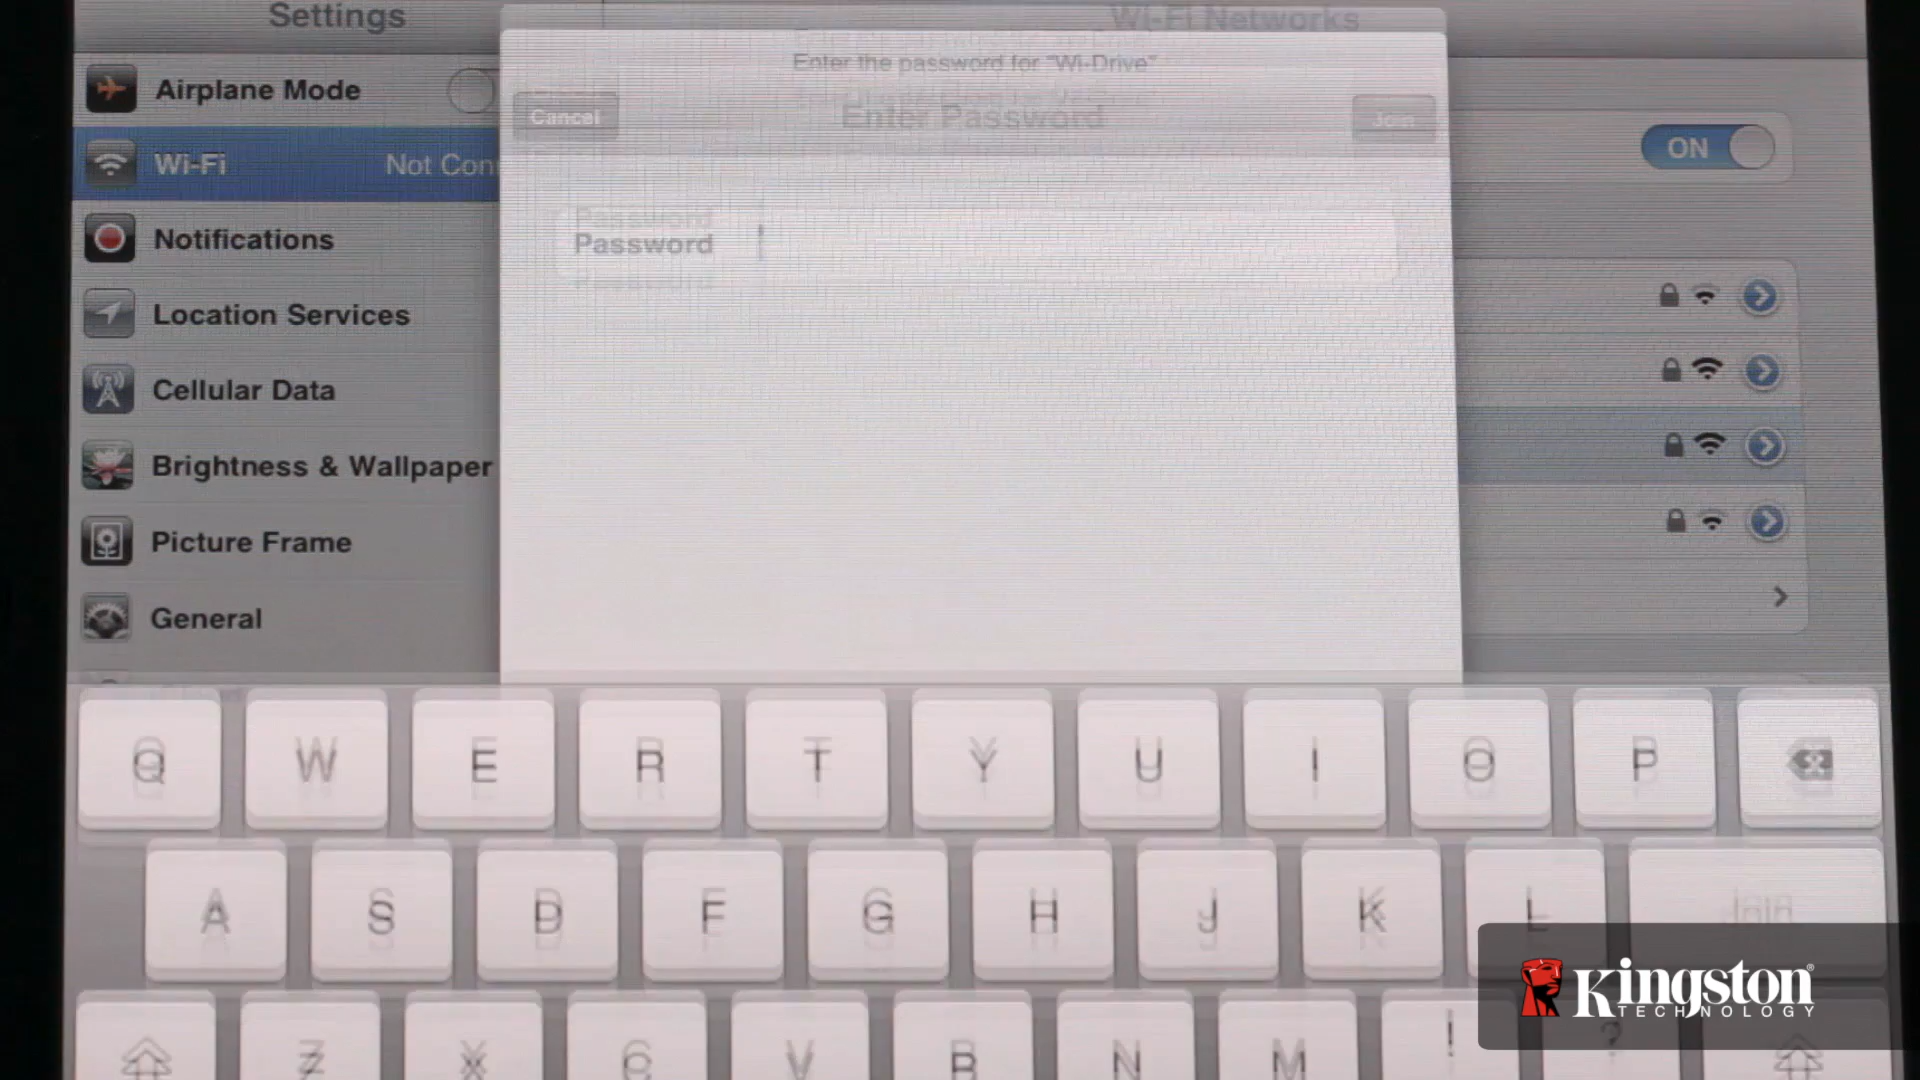 Settings
Wi-Fi Networks
Airplane Mode
Wi-Fi
Not Con
Notifications
Location Services
Cellular Data
Brightness & Wallpaper
Picture Frame
General
Enter the password for "Wi-Drive"
Cancel
Enter Password
Join
Password
ON
Q W E R T Y U I O P
A S D F G H J K L Join
Z X C V B N M ! ?
Kingston®
TECHNOLOGY